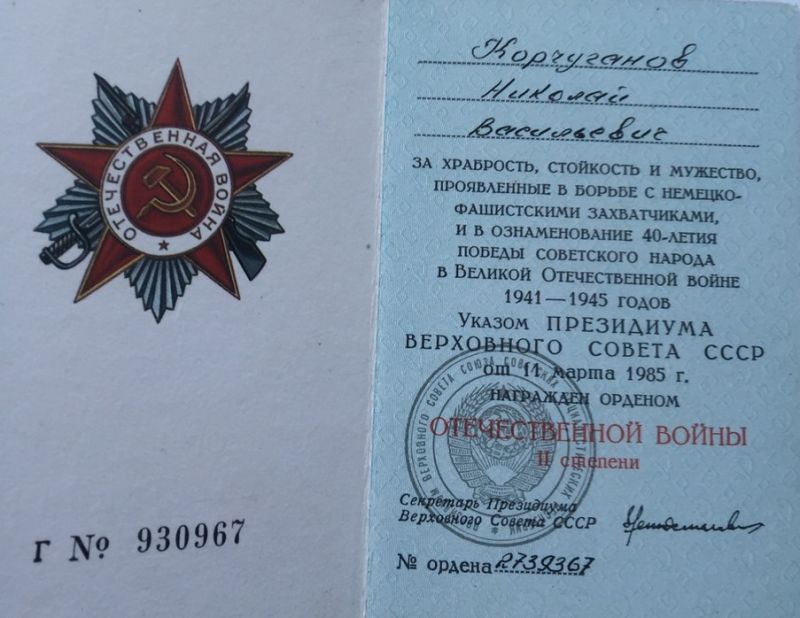 ОТЕЧЕСТВЕННАЯ ВОЙНА
Г № 930967
Корчуганов
Николай
Васильевич
ЗА ХРАБРОСТЬ, СТОЙКОСТЬ И МУЖЕСТВО,
ПРОЯВЛЕННЫЕ В БОРЬБЕ С НЕМЕЦКО-
ФАШИСТСКИМИ ЗАХВАТЧИКАМИ,
И В ОЗНАМЕНОВАНИЕ 40-ЛЕТИЯ
ПОБЕДЫ СОВЕТСКОГО НАРОДА
В ВЕЛИКОЙ ОТЕЧЕСТВЕННОЙ ВОЙНЕ
1941—1945 ГОДОВ
УКАЗОМ ПРЕЗИДИУМА
ВЕРХОВНОГО СОВЕТА СССР
от 11 марта 1985 г.
НАГРАЖДЕН ОРДЕНОМ
ОТЕЧЕСТВЕННОЙ ВОЙНЫ
II степени
Секретарь Президиума
Верховного Совета СССР
№ ордена